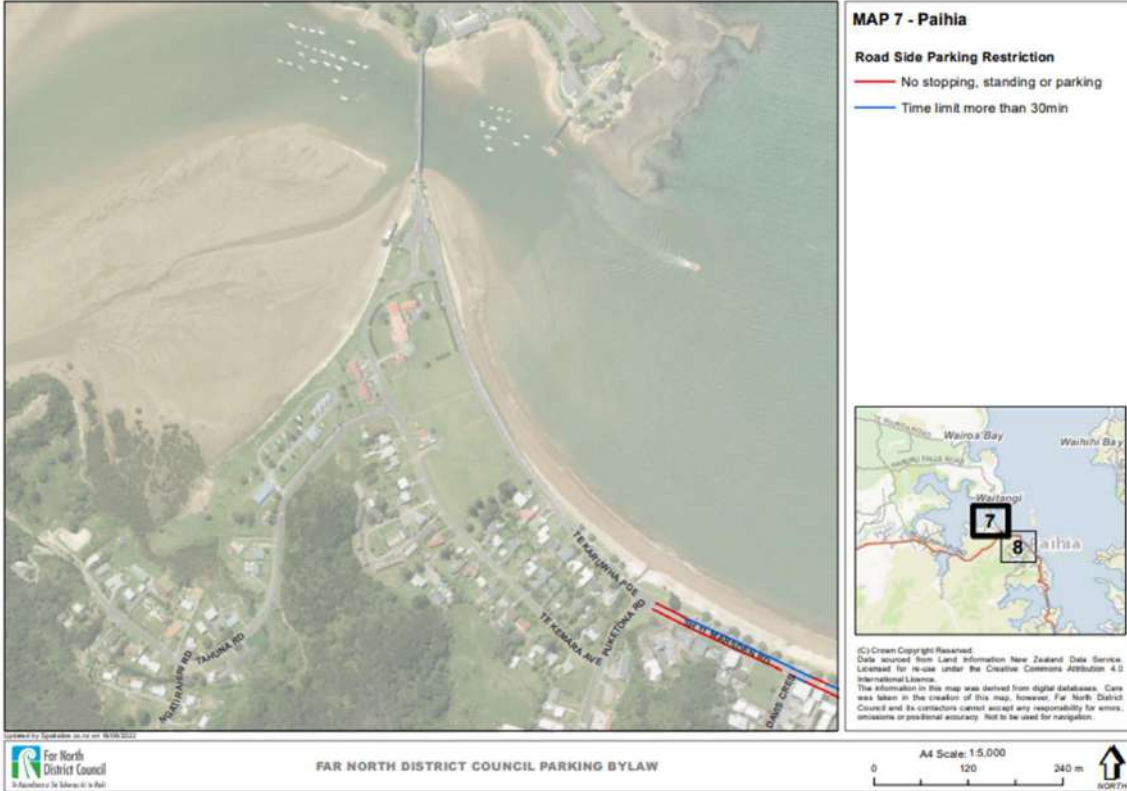 MAP 7 - Paihia
Road Side Parking Restriction
No stopping, standing or parking
Time limit more than 30min
TE KARUWHA PDE
PUKETONA RD
TE KEMARA AVE
TAHUNA RD
NGATIRAHIRI RD
DAVIS CRES
Wairoa Bay
Waihihi Bay
Waitangi
7
8
Paihia
(C) Crown Copyright Reserved.
Data sourced from Land Information New Zealand Data Service.
Licensed for re-use under the Creative Commons Attribution 4.0
International Licence.
The information in this map was derived from digital databases. Care
was taken in the creation of this map, however, Far North District
Council and its contractors cannot accept any responsibility for errors,
omissions or positional accuracy. Not to be used for navigation.
Far North
District Council
FAR NORTH DISTRICT COUNCIL PARKING BYLAW
A4 Scale: 1:5,000
0 120 240 m
NORTH